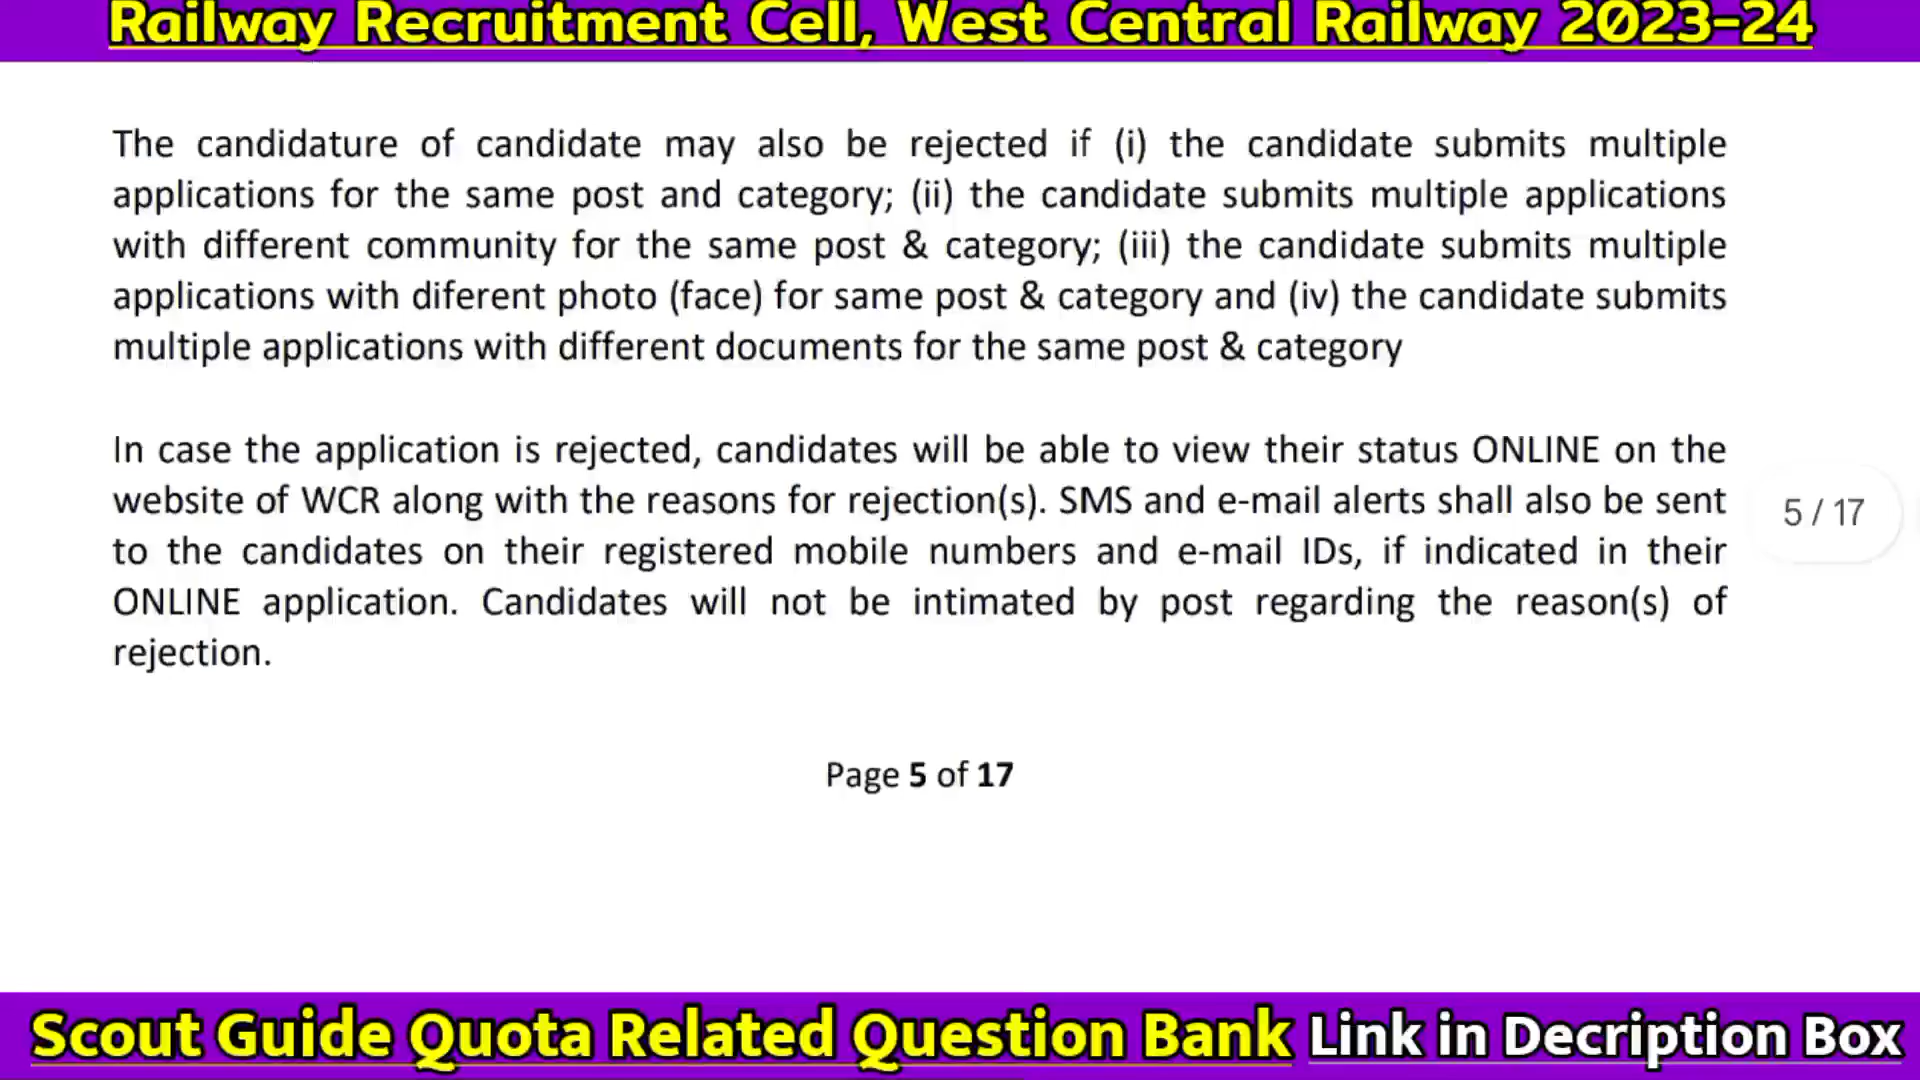 Railway Recruitment Cell, West Central Railway 2023-24
The candidature of candidate may also be rejected if (i) the candidate submits multiple
applications for the same post and category; (ii) the candidate submits multiple applications
with different community for the same post & category; (iii) the candidate submits multiple
applications with diferent photo (face) for same post & category and (iv) the candidate submits
multiple applications with different documents for the same post & category
In case the application is rejected, candidates will be able to view their status ONLINE on the
website of WCR along with the reasons for rejection(s). SMS and e-mail alerts shall also be sent
to the candidates on their registered mobile numbers and e-mail IDs, if indicated in their
ONLINE application. Candidates will not be intimated by post regarding the reason(s) of
rejection.
5 / 17
Page 5 of 17
Scout Guide Quota Related Question Bank Link in Decription Box